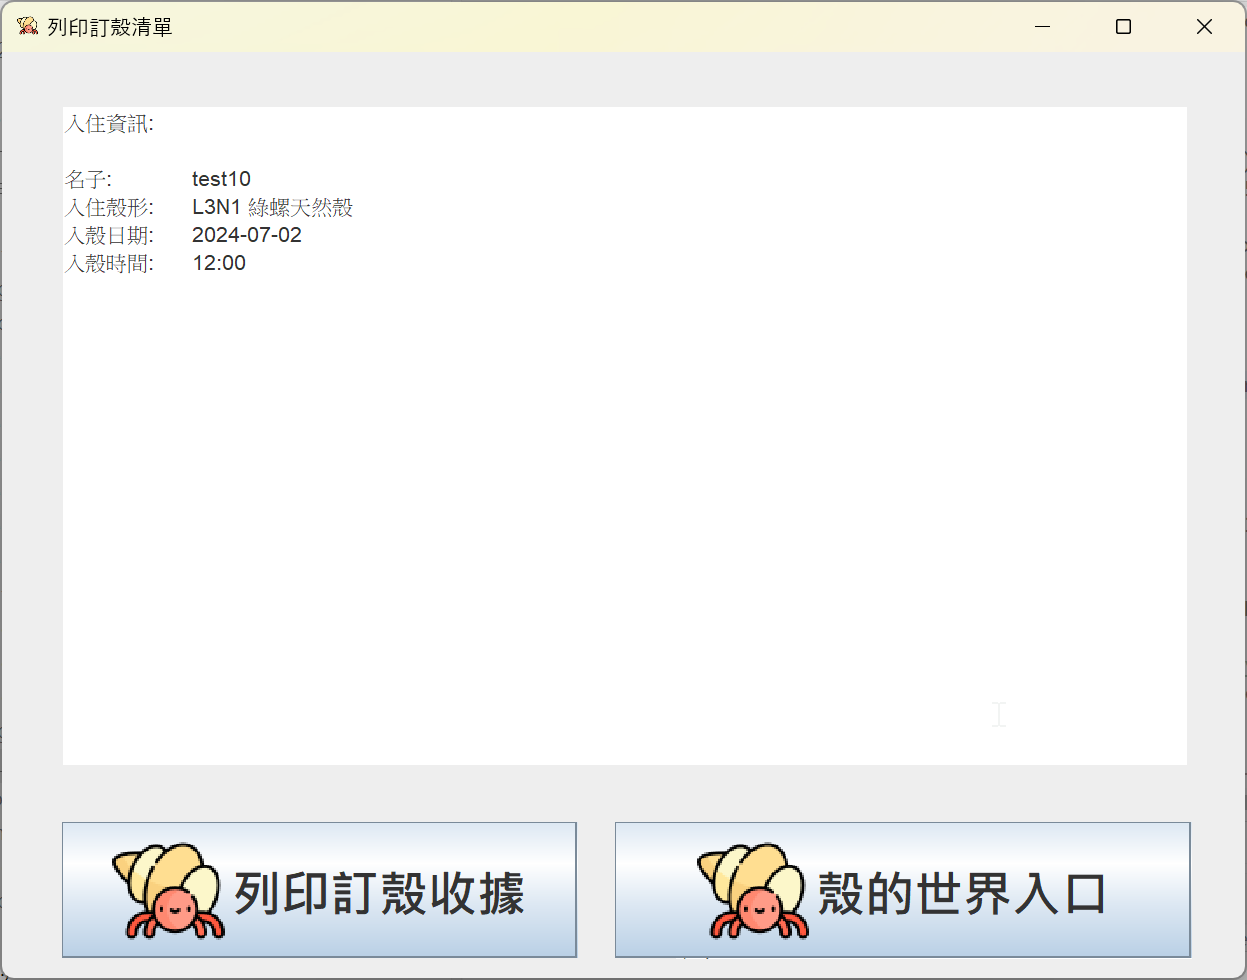 列印訂殼清單
入住資訊:
名子: test10
入住殼形: L3N1 綠螺天然殼
入殼日期: 2024-07-02
入殼時間: 12:00
列印訂殼收據
殼的世界入口